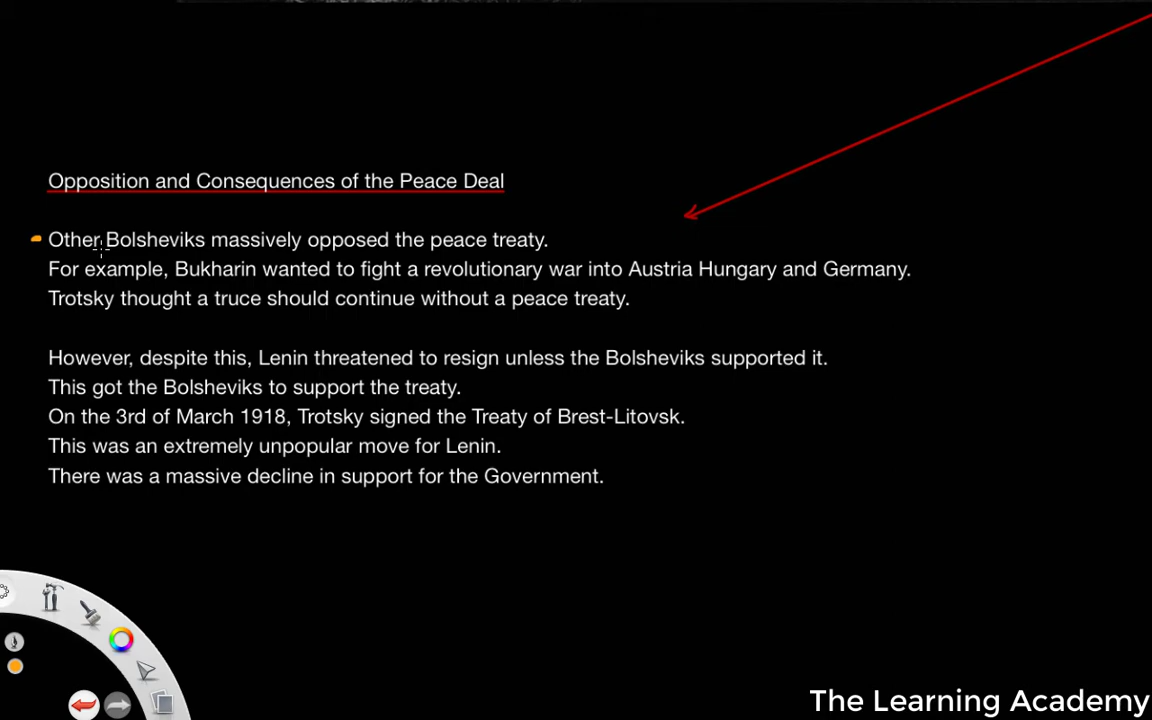 Opposition and Consequences of the Peace Deal
Other Bolsheviks massively opposed the peace treaty.
For example, Bukharin wanted to fight a revolutionary war into Austria Hungary and Germany.
Trotsky thought a truce should continue without a peace treaty.
However, despite this, Lenin threatened to resign unless the Bolsheviks supported it.
This got the Bolsheviks to support the treaty.
On the 3rd of March 1918, Trotsky signed the Treaty of Brest-Litovsk.
This was an extremely unpopular move for Lenin.
There was a massive decline in support for the Government.
The Learning Academy